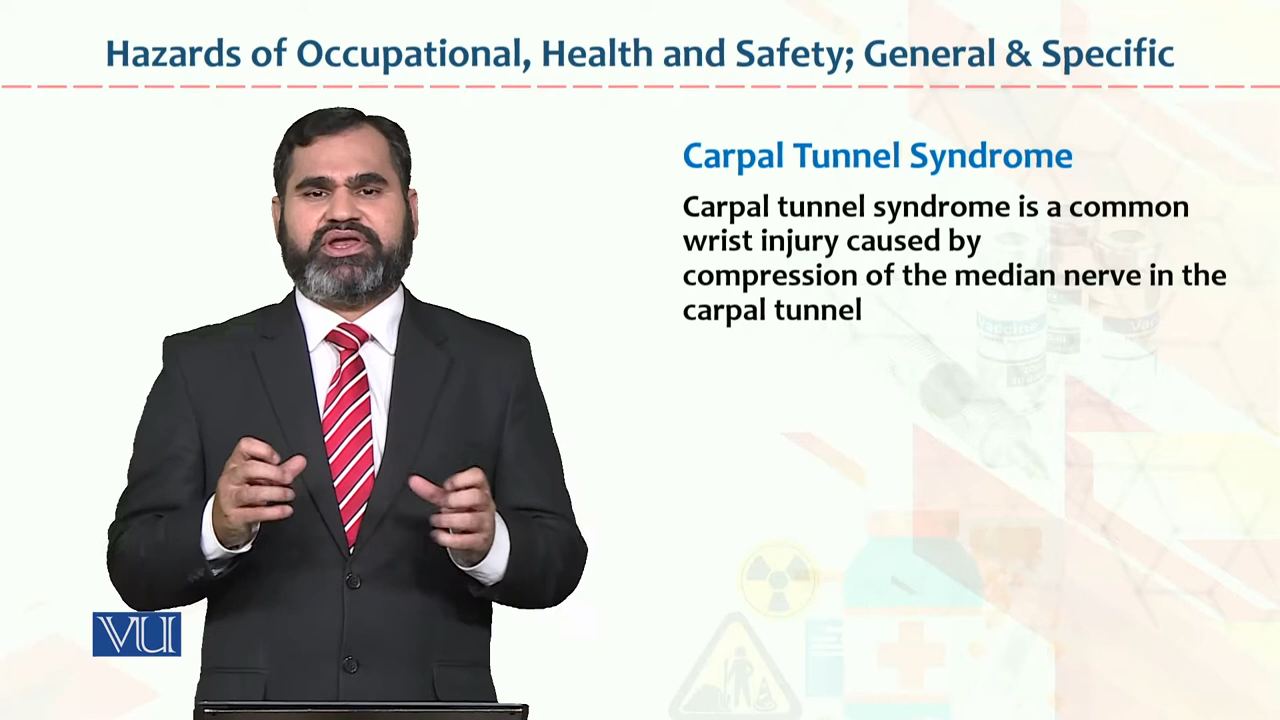 Hazards of Occupational, Health and Safety; General & Specific
Carpal Tunnel Syndrome
Carpal tunnel syndrome is a common
wrist injury caused by
compression of the median nerve in the
carpal tunnel
Vaccine
VU